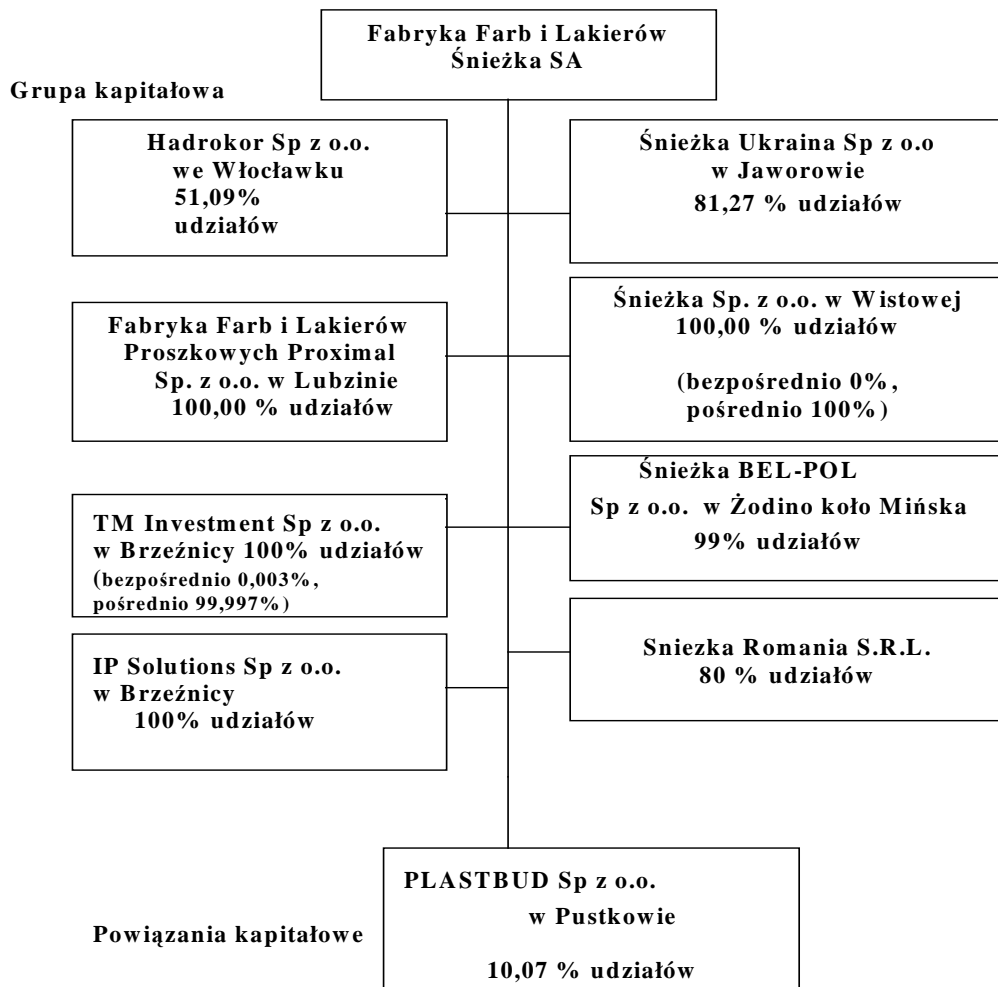 Fabryka Farb i Lakierów
Śnieżka SA
Grupa kapitałowa
Hadrokor Sp z o.o.
we Włocławku
51,09%
udziałów
Śnieżka Ukraina Sp z o.o
w Jaworowie
81,27 % udziałów
Fabryka Farb i Lakierów
Proszkowych Proximal
Sp. z o.o. w Lubzinie
100,00 % udziałów
Śnieżka Sp. z o.o. w Wistowej
100,00 % udziałów
(bezpośrednio 0%,
pośrednio 100%)
TM Investment Sp z o.o.
w Brzeźnicy 100% udziałów
(bezpośrednio 0,003%,
pośrednio 99,997%)
Śnieżka BEL-POL
Sp z o.o. w Żodino koło Mińska
99% udziałów
IP Solutions Sp z o.o.
w Brzeźnicy
100% udziałów
Sniezka Romania S.R.L.
80 % udziałów
PLASTBUD Sp z o.o.
w Pustkowie
10,07 % udziałów
Powiązania kapitałowe